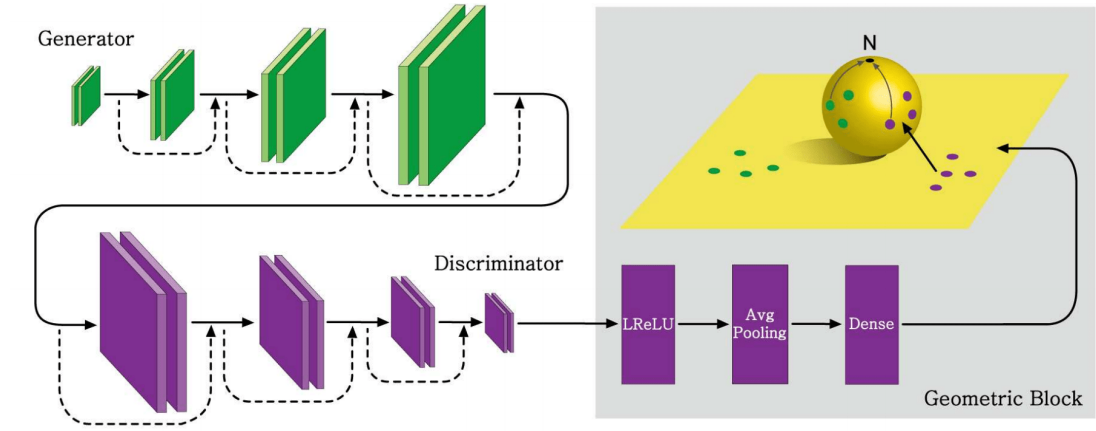 Generator
N
Discriminator
LReLU
Avg
Pooling
Dense
Geometric Block